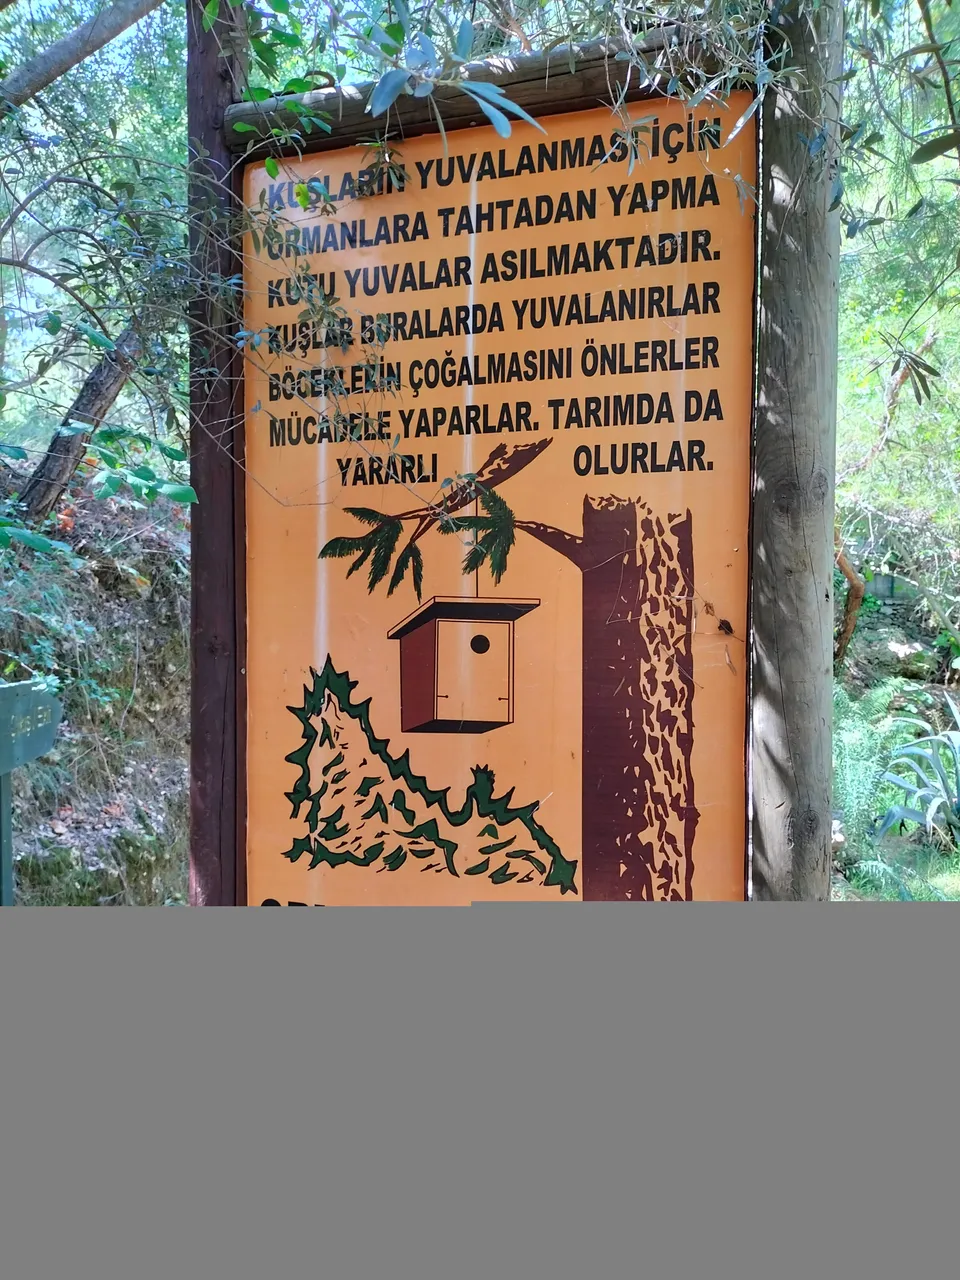 KUŞLARIN YUVALANMASI İÇİN
ORMANLARA TAHTADAN YAPMA
KUTU YUVALAR ASILMAKTADIR.
KUŞLAR BURALARDA YUVALANIRLAR
BÖCEKLERİN ÇOĞALMASINI ÖNLERLER
MÜCADELE YAPARLAR. TARIMDA DA
YARARLI OLURLAR.